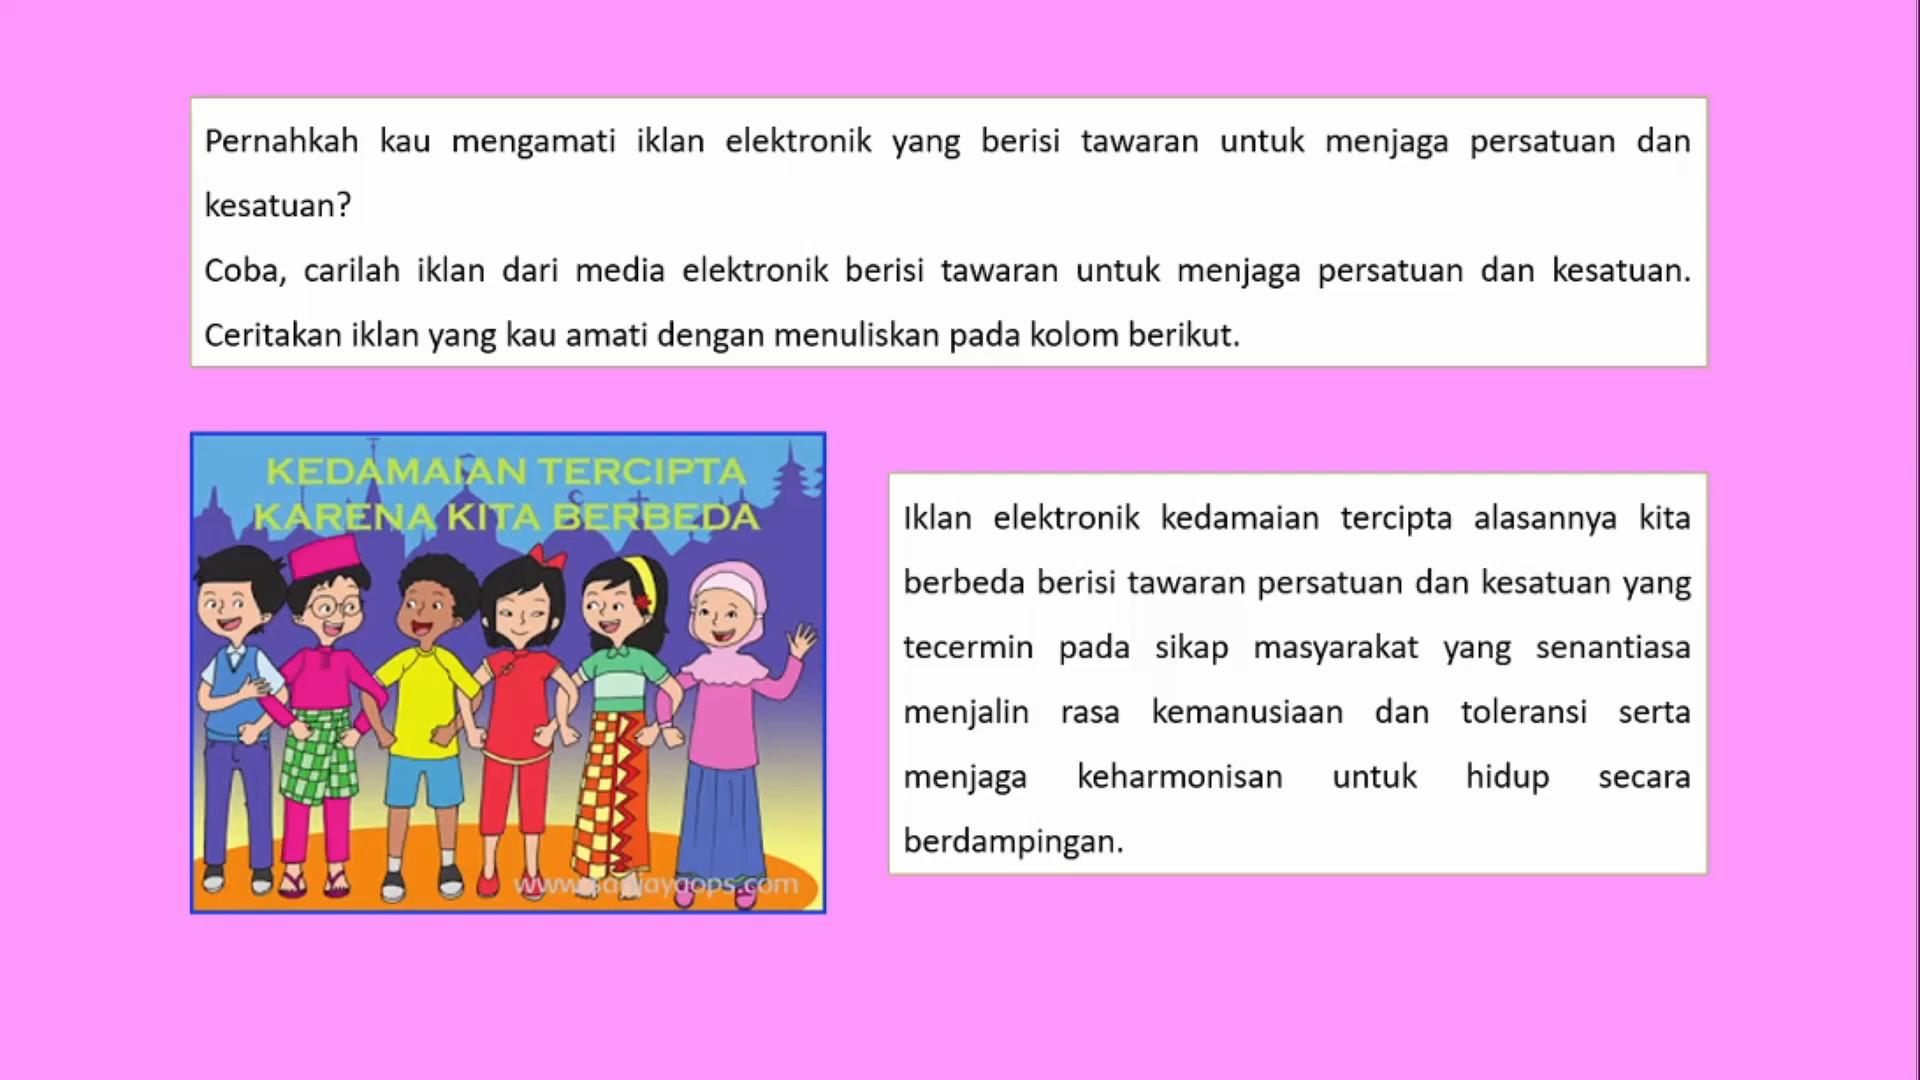 Pernahkah kau mengamati iklan elektronik yang berisi tawaran untuk menjaga persatuan dan
kesatuan?
Coba, carilah iklan dari media elektronik berisi tawaran untuk menjaga persatuan dan kesatuan.
Ceritakan iklan yang kau amati dengan menuliskan pada kolom berikut.
KEDAMAIAN TERCIPTA
KARENA KITA BERBEDA
Iklan elektronik kedamaian tercipta alasannya kita
berbeda berisi tawaran persatuan dan kesatuan yang
tecermin pada sikap masyarakat yang senantiasa
menjalin rasa kemanusiaan dan toleransi serta
menjaga keharmonisan untuk hidup secara
berdampingan.